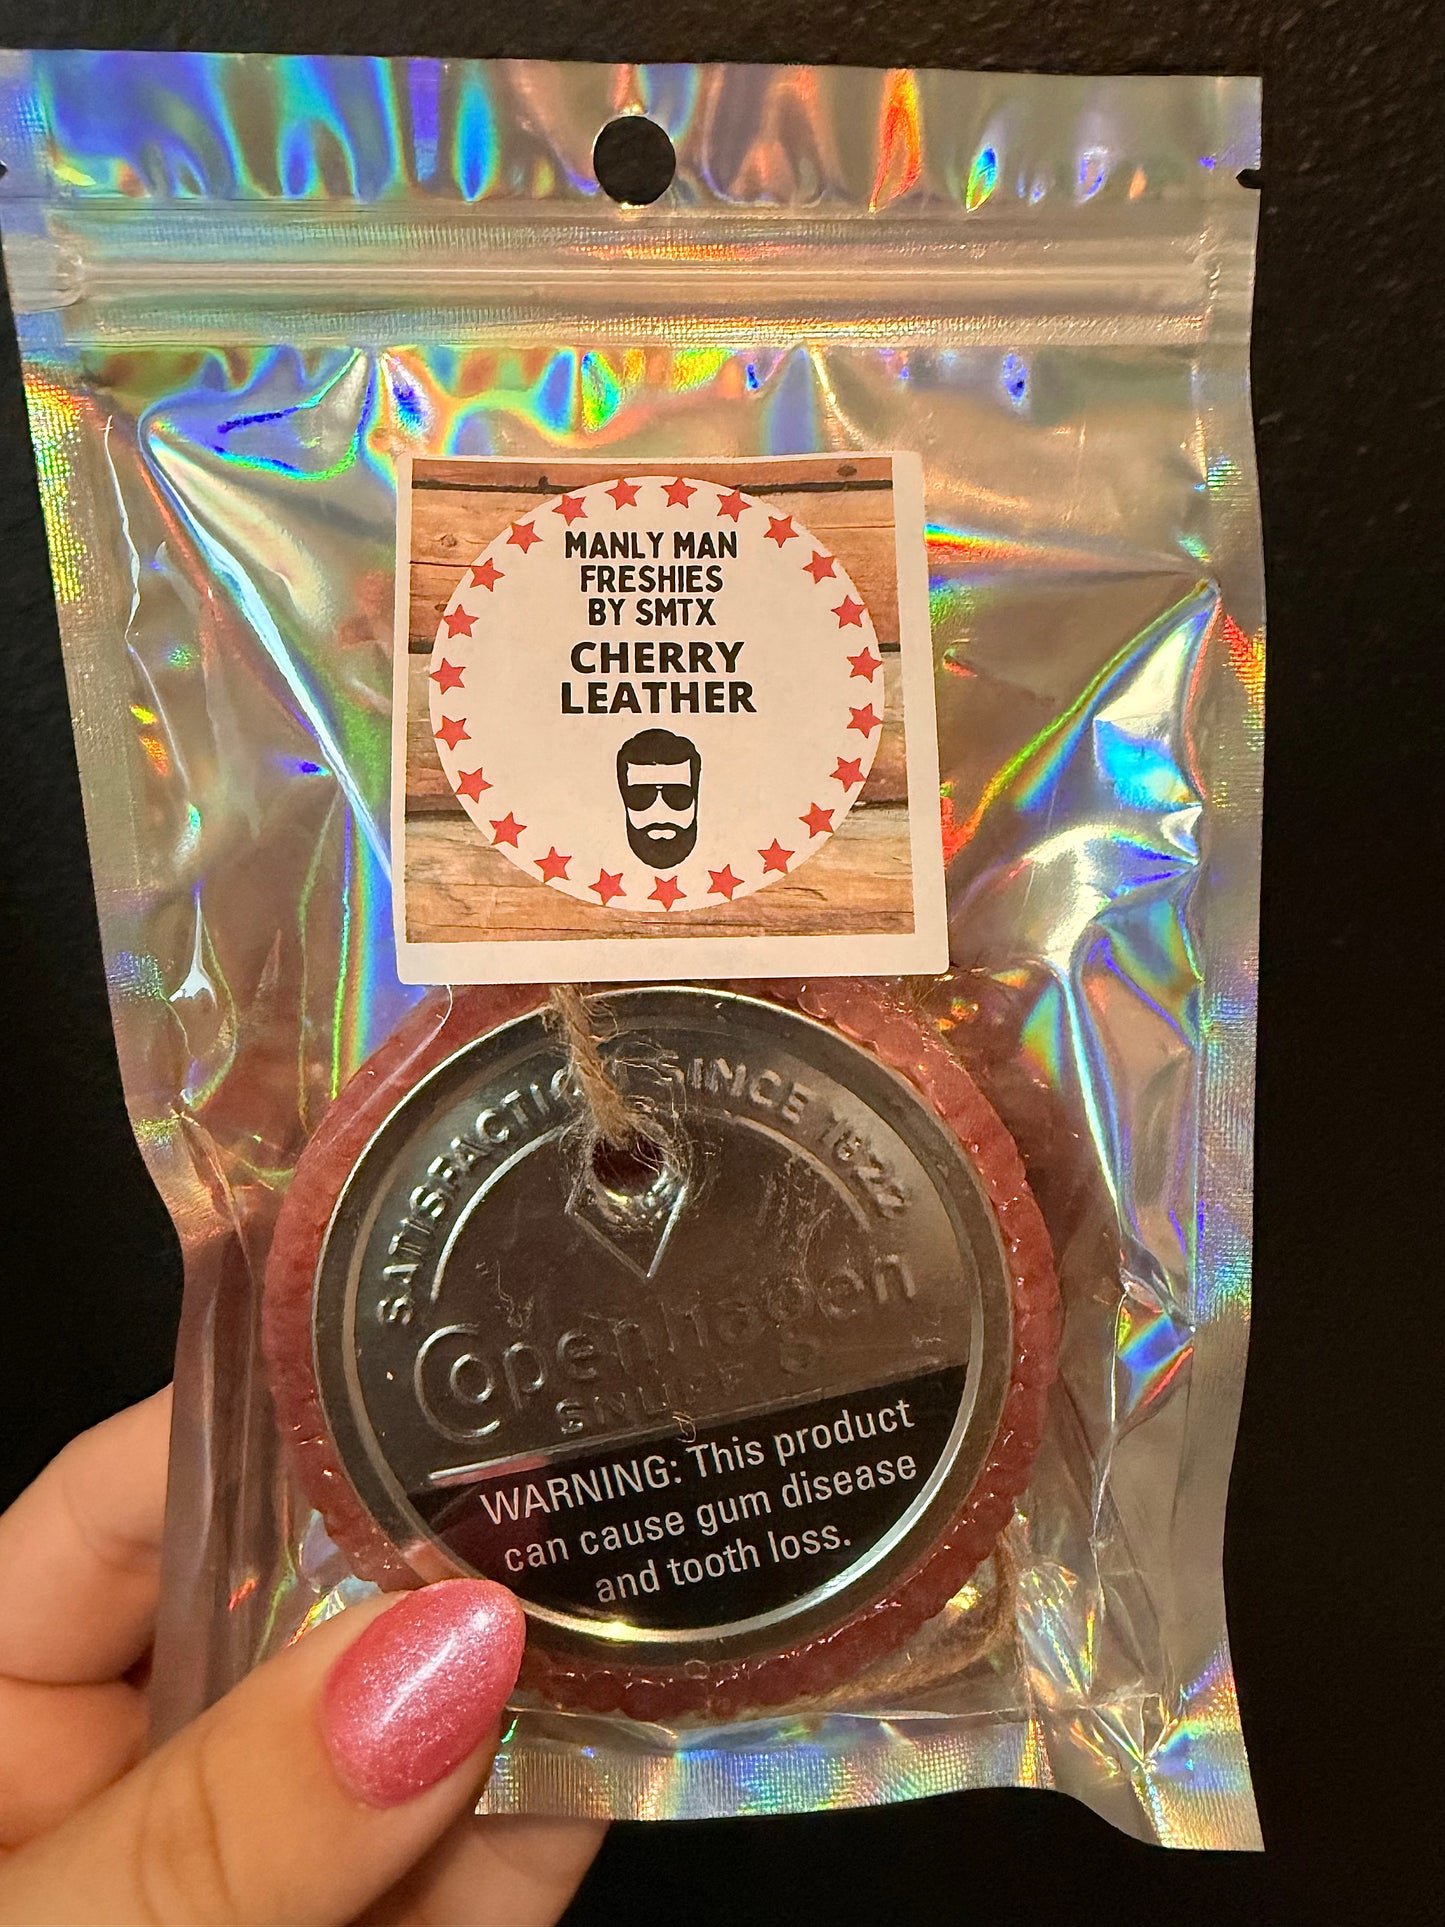 MANLY MAN
FRESHIES
BY SMTX
CHERRY
LEATHER
SATISFACTION SINCE 1822
Copenhagen
SNUFF
WARNING: This product
can cause gum disease
and tooth loss.